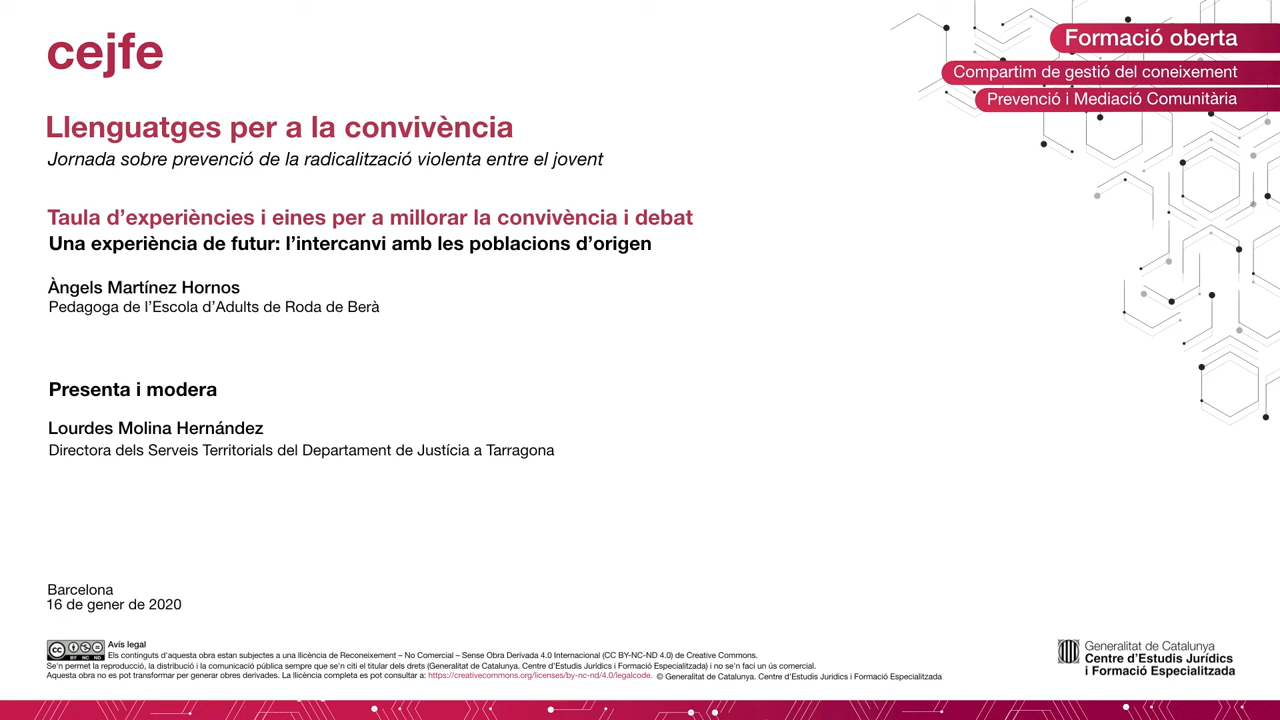 cejfe
Formació oberta
Compartim de gestió del coneixement
Prevenció i Mediació Comunitària
Llenguatges per a la convivència
Jornada sobre prevenció de la radicalització violenta entre el jovent
Taula d'experiències i eines per a millorar la convivència i debat
Una experiència de futur: l'intercanvi amb les poblacions d'origen
Àngels Martínez Hornos
Pedagoga de l'Escola d'Adults de Roda de Berà
Presenta i modera
Lourdes Molina Hernández
Directora dels Serveis Territorials del Departament de Justícia a Tarragona
Barcelona
16 de gener de 2020
cc
BY NC ND
Avís legal
Els continguts d'aquesta obra estan subjectes a una llicència de Reconeixement – No Comercial – Sense Obra Derivada 4.0 Internacional (CC BY-NC-ND 4.0) de Creative Commons.
Se'n permet la reproducció, la distribució i la comunicació pública sempre que se'n citi el titular dels drets (Generalitat de Catalunya. Centre d'Estudis Jurídics i Formació Especialitzada) i no se'n faci un ús comercial.
Aquesta obra no es pot transformar per generar obres derivades. La llicència completa es pot consultar a: https://creativecommons.org/licenses/by-nc-nd/4.0/legalcode. © Generalitat de Catalunya. Centre d'Estudis Jurídics i Formació Especialitzada
Generalitat de Catalunya
Centre d'Estudis Jurídics
i Formació Especialitzada